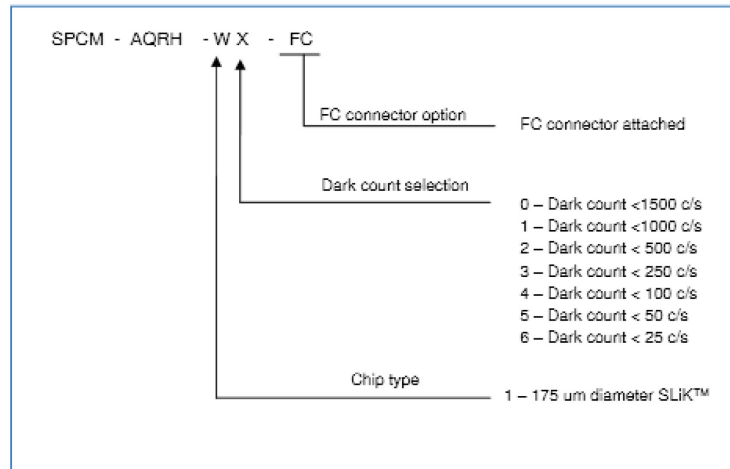 SPCM - AQRH - W X - FC
FC connector option
FC connector attached
Dark count selection
0 – Dark count <1500 c/s
1 – Dark count <1000 c/s
2 – Dark count < 500 c/s
3 – Dark count < 250 c/s
4 – Dark count < 100 c/s
5 – Dark count < 50 c/s
6 – Dark count < 25 c/s
Chip type
1 – 175 um diameter SLiK™